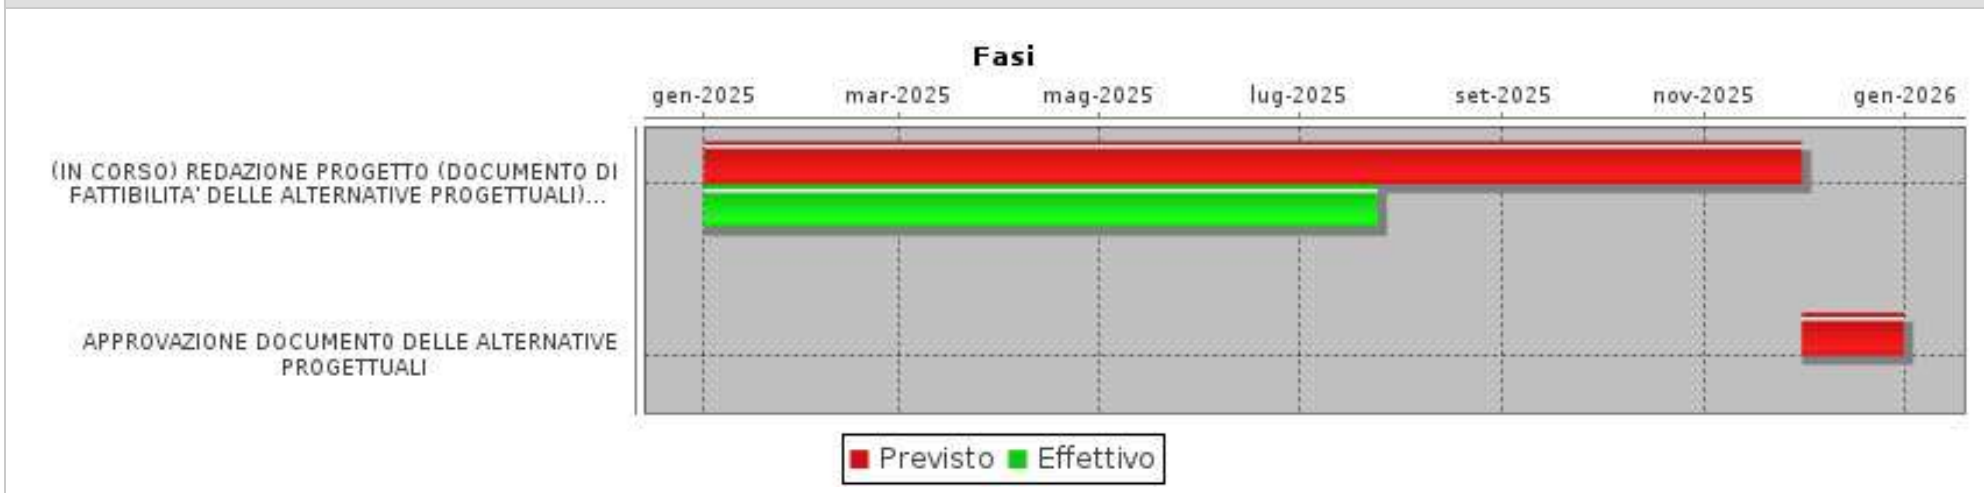 Fasi
gen-2025 mar-2025 mag-2025 lug-2025 set-2025 nov-2025 gen-2026
(IN CORSO) REDAZIONE PROGETTO (DOCUMENTO DI
FATTIBILITA' DELLE ALTERNATIVE PROGETTUALI)...
APPROVAZIONE DOCUMENTO DELLE ALTERNATIVE
PROGETTUALI
Previsto Effettivo